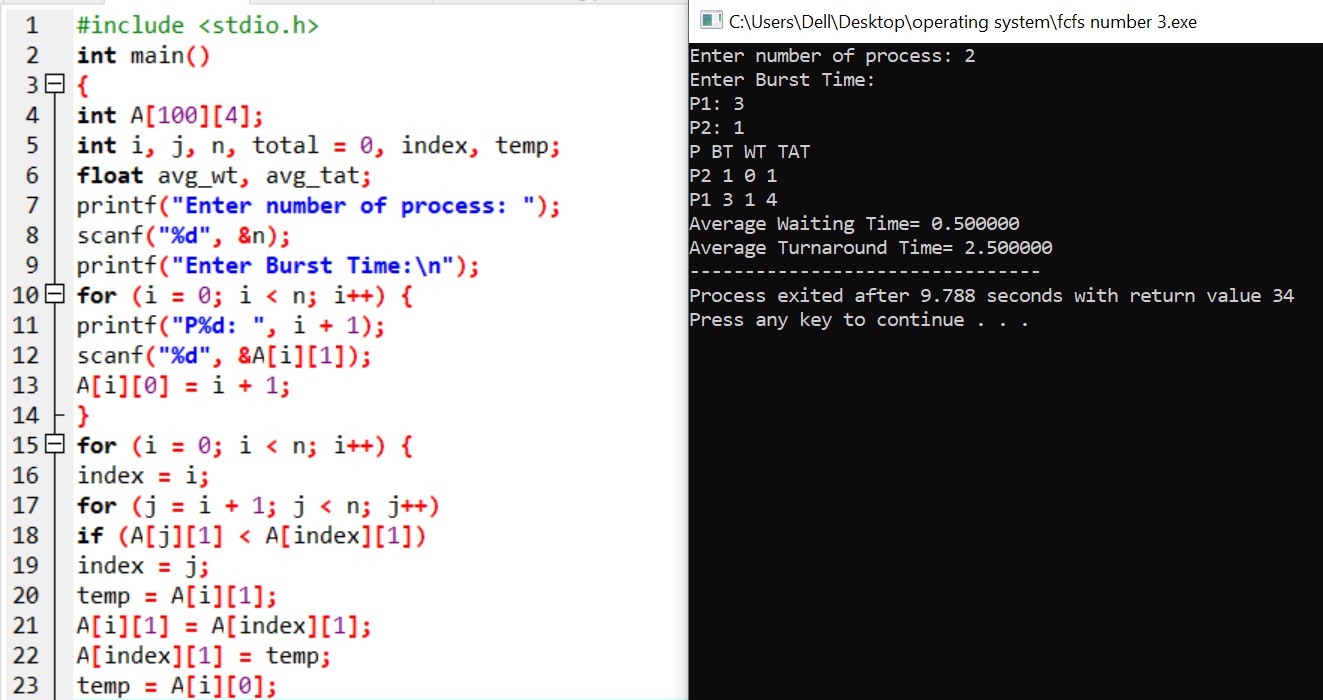 1 #include <stdio.h>
2 int main()
3 {
4 int A[100][4];
5 int i, j, n, total = 0, index, temp;
6 float avg_wt, avg_tat;
7 printf("Enter number of process: ");
8 scanf("%d", &n);
9 printf("Enter Burst Time:\n");
10 for (i = 0; i < n; i++) {
11 printf("P%d: ", i + 1);
12 scanf("%d", &A[i][1]);
13 A[i][0] = i + 1;
14 }
15 for (i = 0; i < n; i++) {
16 index = i;
17 for (j = i + 1; j < n; j++)
18 if (A[j][1] < A[index][1])
19 index = j;
20 temp = A[i][1];
21 A[i][1] = A[index][1];
22 A[index][1] = temp;
23 temp = A[i][0];
C:\Users\Dell\Desktop\operating system\fcfs number 3.exe
Enter number of process: 2
Enter Burst Time:
P1: 3
P2: 1
P BT WT TAT
P2 1 0 1
P1 3 1 4
Average Waiting Time= 0.500000
Average Turnaround Time= 2.500000
--------------------------------
Process exited after 9.788 seconds with return value 34
Press any key to continue . . .